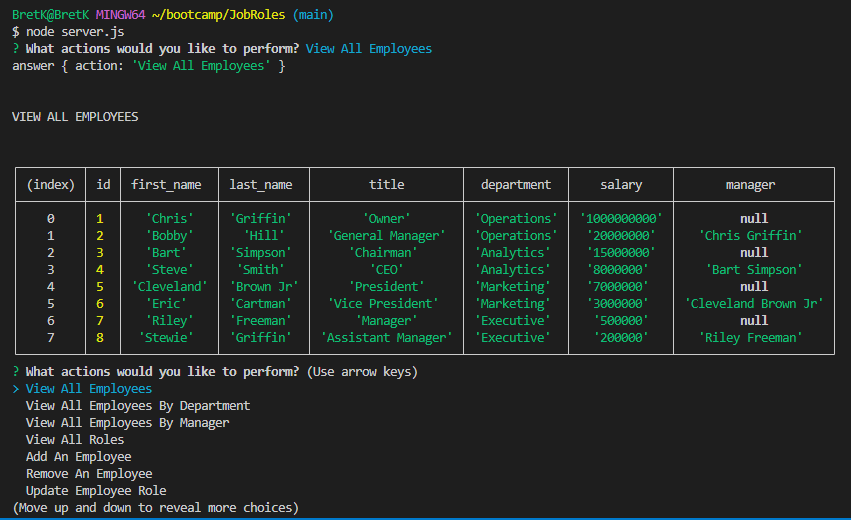 BretK@BretK MINGW64 ~/bootcamp/JobRoles (main)
$ node server.js
? What actions would you like to perform? View All Employees
answer { action: 'View All Employees' }
VIEW ALL EMPLOYEES
(index) id first_name last_name title department salary manager
0 1 'Chris' 'Griffin' 'Owner' 'Operations' '1000000000' null
1 2 'Bobby' 'Hill' 'General Manager' 'Operations' '20000000' 'Chris Griffin'
2 3 'Bart' 'Simpson' 'Chairman' 'Analytics' '15000000' null
3 4 'Steve' 'Smith' 'CEO' 'Analytics' '8000000' 'Bart Simpson'
4 5 'Cleveland' 'Brown Jr' 'President' 'Marketing' '7000000' null
5 6 'Eric' 'Cartman' 'Vice President' 'Marketing' '3000000' 'Cleveland Brown Jr'
6 7 'Riley' 'Freeman' 'Manager' 'Executive' '500000' null
7 8 'Stewie' 'Griffin' 'Assistant Manager' 'Executive' '200000' 'Riley Freeman'
? What actions would you like to perform? (Use arrow keys)
> View All Employees
View All Employees By Department
View All Employees By Manager
View All Roles
Add An Employee
Remove An Employee
Update Employee Role
(Move up and down to reveal more choices)